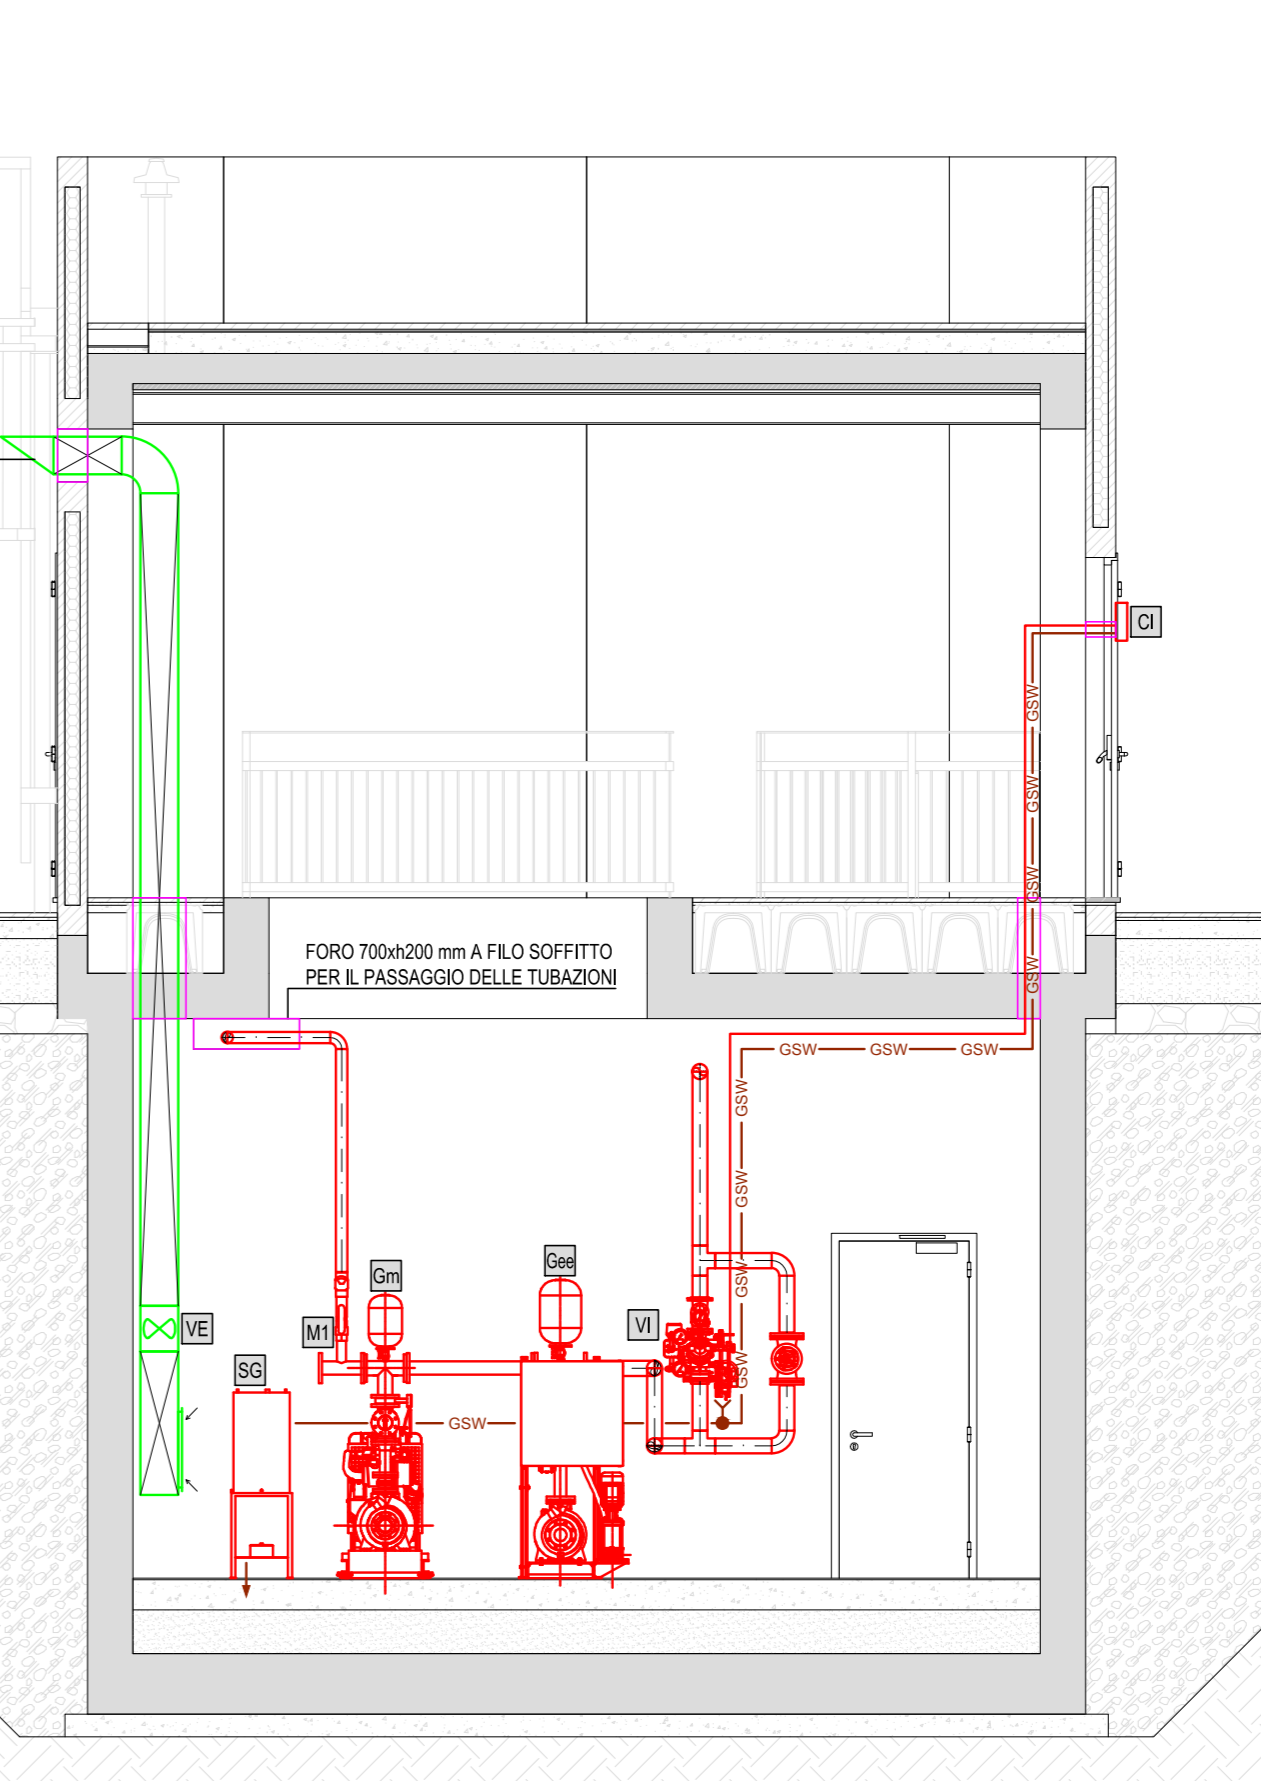 CI
GSW
GSW
GSW
FORO 700xh200 mm A FILO SOFFITTO
PER IL PASSAGGIO DELLE TUBAZIONI
GSW
GSW GSW GSW
GSW
GSW
Gee
Gm
GSW
VE
M1
VI
SG
GSW
GSW